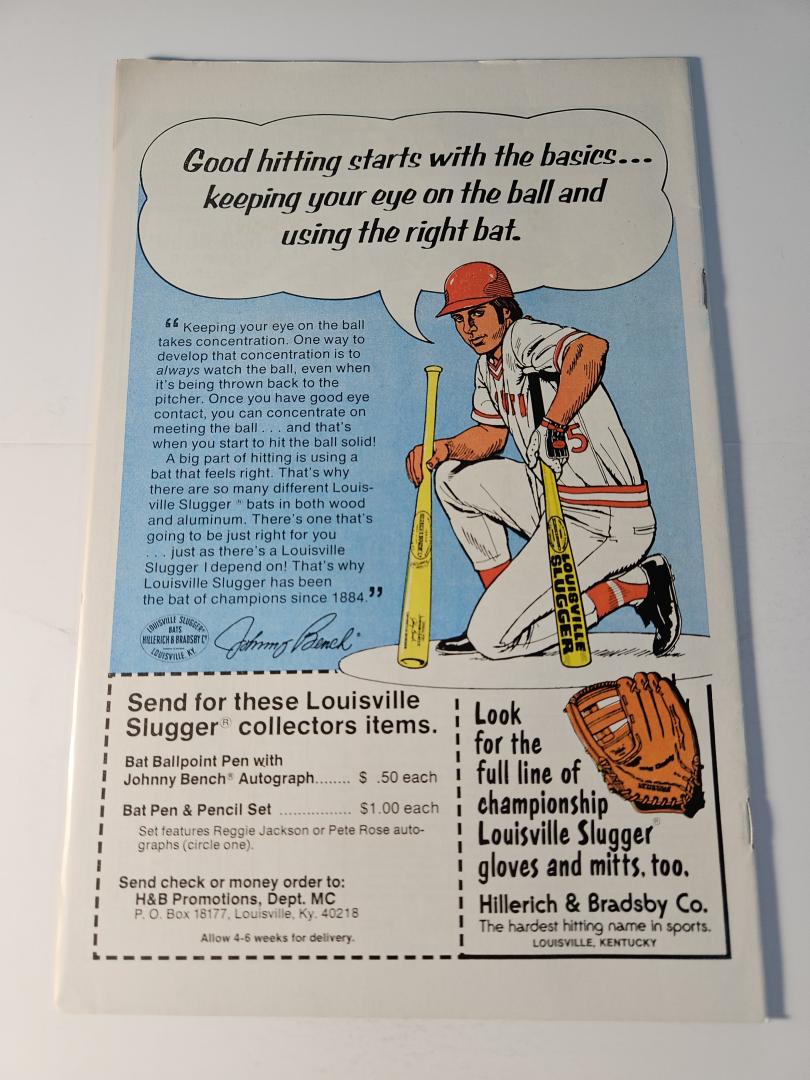 Good hitting starts with the basics...
keeping your eye on the ball and
using the right bat.
“ Keeping your eye on the ball
takes concentration. One way to
develop that concentration is to
always watch the ball, even when
it's being thrown back to the
pitcher. Once you have good eye
contact, you can concentrate on
meeting the ball . . . and that's
when you start to hit the ball solid!
A big part of hitting is using a
bat that feels right. That's why
there are so many different Louis-
ville Slugger ® bats in both wood
and aluminum. There's one that's
going to be just right for you
. . . just as there's a Louisville
Slugger I depend on! That's why
Louisville Slugger has been
the bat of champions since 1884.”
LOUISVILLE SLUGGER
BATS
HILLERICH & BRADSBY Co
LOUISVILLE, KY.
Johnny Bench
5
LOUISVILLE
SLUGGER
Send for these Louisville
Slugger® collectors items.
Bat Ballpoint Pen with
Johnny Bench® Autograph....... $ .50 each
Bat Pen & Pencil Set ............... $1.00 each
Set features Reggie Jackson or Pete Rose auto-
graphs (circle one).
Send check or money order to:
H&B Promotions, Dept. MC
P. O. Box 18177, Louisville, Ky. 40218
Allow 4-6 weeks for delivery.
Look
for the
full line of
championship
Louisville Slugger®
gloves and mitts, too.
Hillerich & Bradsby Co.
The hardest hitting name in sports.
LOUISVILLE, KENTUCKY